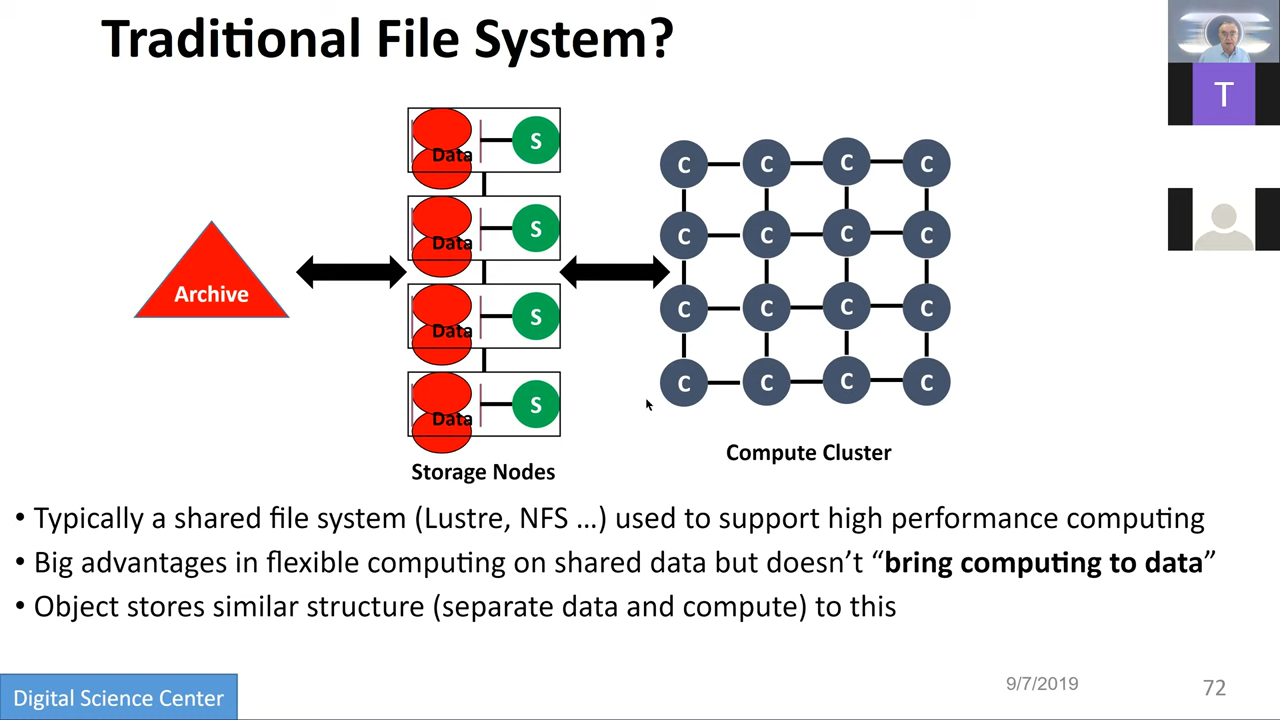 Traditional File System?
T
Data
S
Data
S
Data
S
Data
S
Archive
C C C C
C C C C
C C C C
C C C C
Storage Nodes
Compute Cluster
• Typically a shared file system (Lustre, NFS …) used to support high performance computing
• Big advantages in flexible computing on shared data but doesn’t “bring computing to data”
• Object stores similar structure (separate data and compute) to this
Digital Science Center
9/7/2019
72